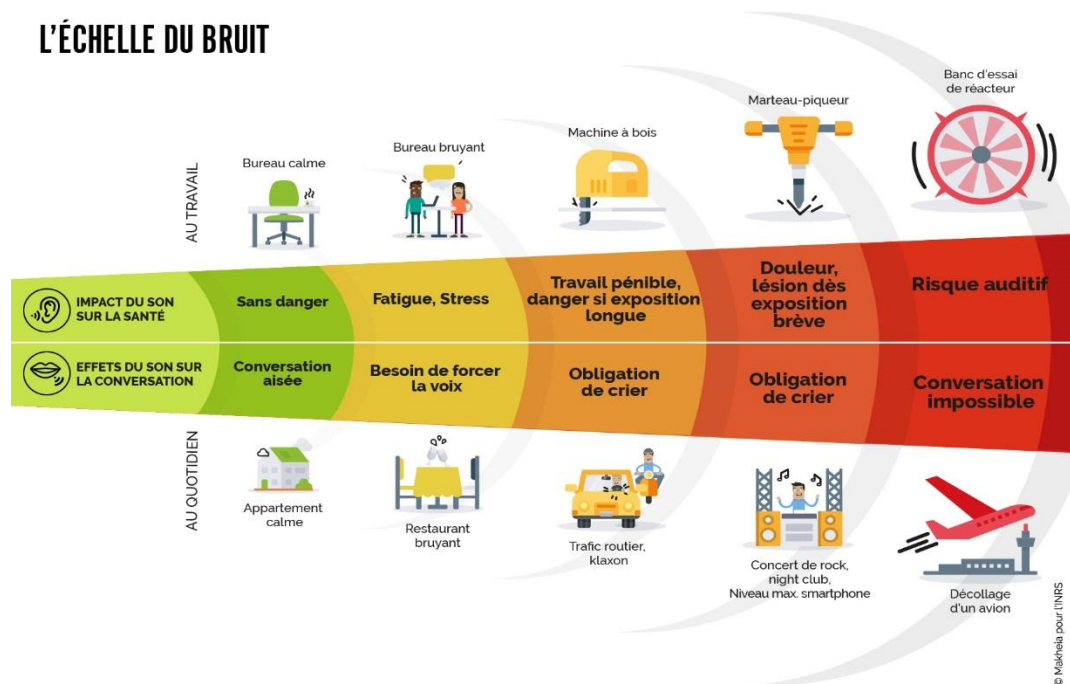 L'ÉCHELLE DU BRUIT
AU TRAVAIL
Bureau calme
Bureau bruyant
Machine à bois
Marteau-piqueur
Banc d'essai
de réacteur
IMPACT DU SON
SUR LA SANTÉ
Sans danger
Fatigue, Stress
Travail pénible,
danger si exposition
longue
Douleur,
lésion dès
exposition
brève
Risque auditif
EFFETS DU SON SUR
LA CONVERSATION
Conversation
aisée
Besoin de forcer
la voix
Obligation
de crier
Obligation
de crier
Conversation
impossible
AU QUOTIDIEN
Appartement
calme
Restaurant
bruyant
Trafic routier,
klaxon
Concert de rock,
night club,
Niveau max. smartphone
Décollage
d'un avion
© Makheia pour l'INRS